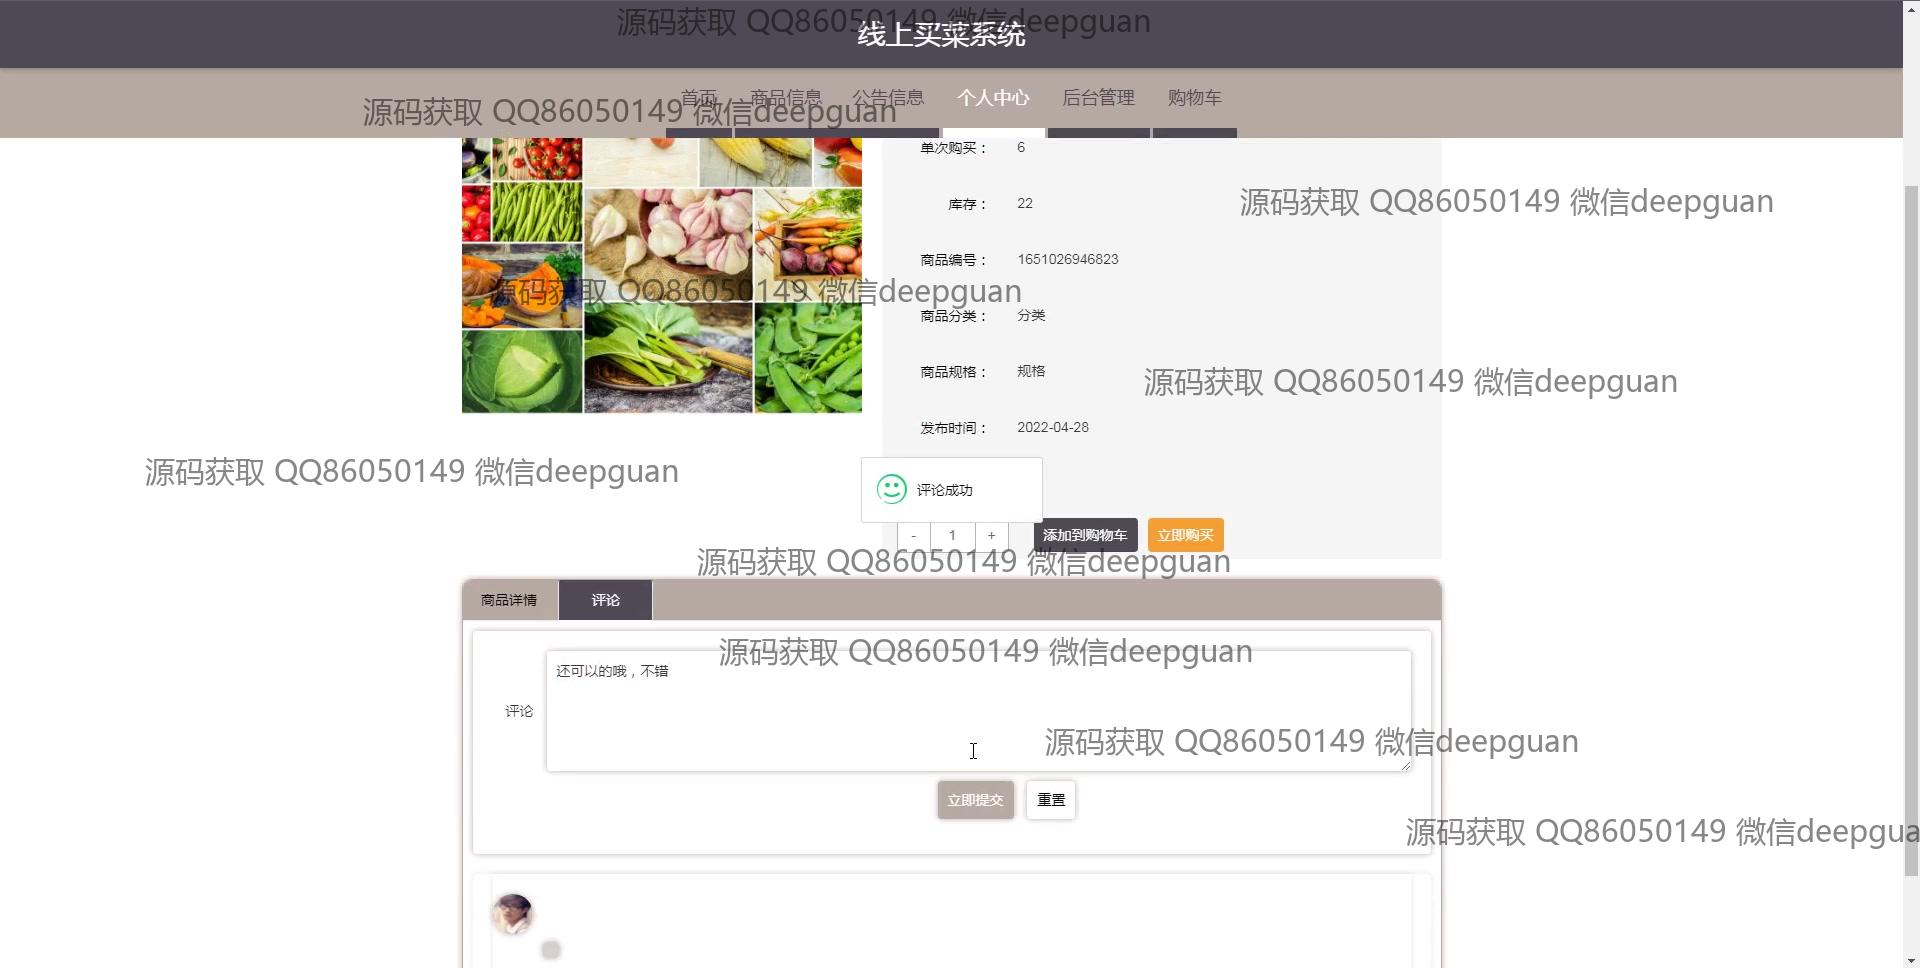 源码获取 QQ86050149 微信deepguan
线上买菜系统
首页 商品信息 公告信息 个人中心 后台管理 购物车
源码获取 QQ86050149 微信deepguan
单次购买： 6
源码获取 QQ86050149 微信deepguan
库存： 22
商品编号： 1651026946823
源码获取 QQ86050149 微信deepguan
商品分类： 分类
商品规格： 规格
源码获取 QQ86050149 微信deepguan
发布时间： 2022-04-28
源码获取 QQ86050149 微信deepguan
评论成功
- 1 + 添加到购物车 立即购买
源码获取 QQ86050149 微信deepguan
商品详情 评论
源码获取 QQ86050149 微信deepguan
还可以的哦，不错
评论
源码获取 QQ86050149 微信deepguan
立即提交 重置
源码获取 QQ86050149 微信deepgua